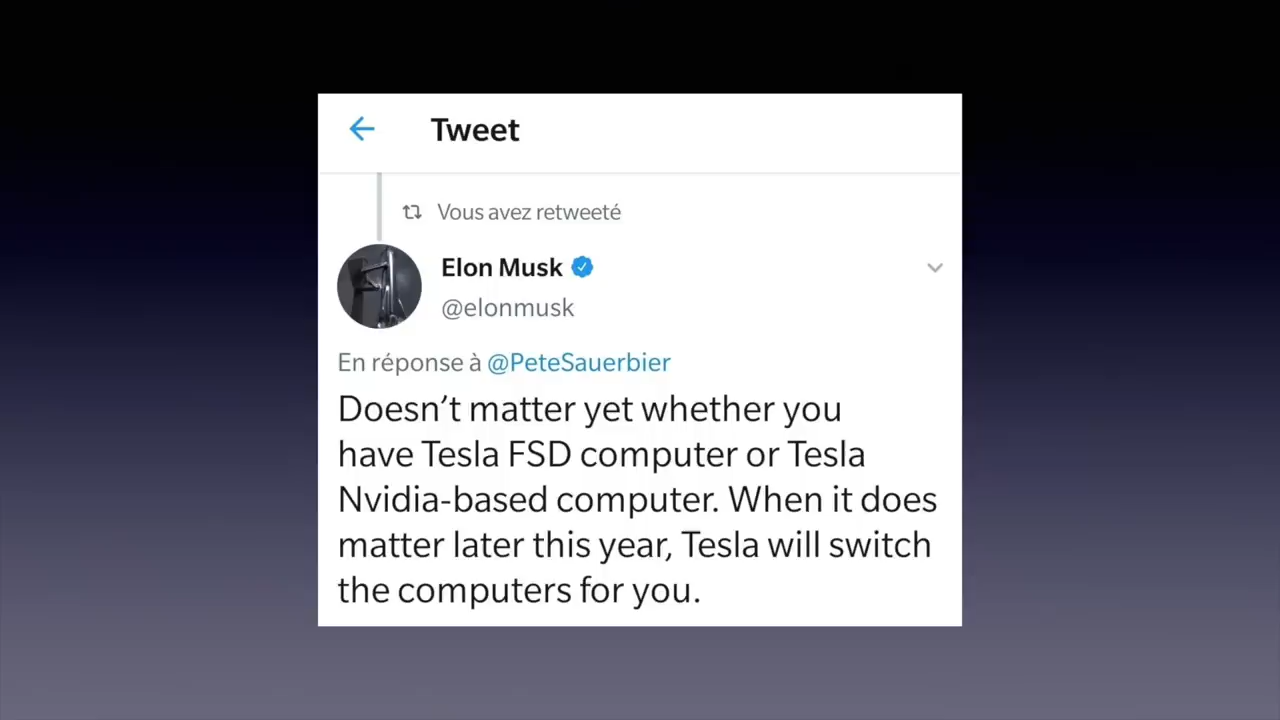 Tweet
Vous avez retweeté
Elon Musk
@elonmusk
En réponse à @PeteSauerbier
Doesn’t matter yet whether you
have Tesla FSD computer or Tesla
Nvidia-based computer. When it does
matter later this year, Tesla will switch
the computers for you.